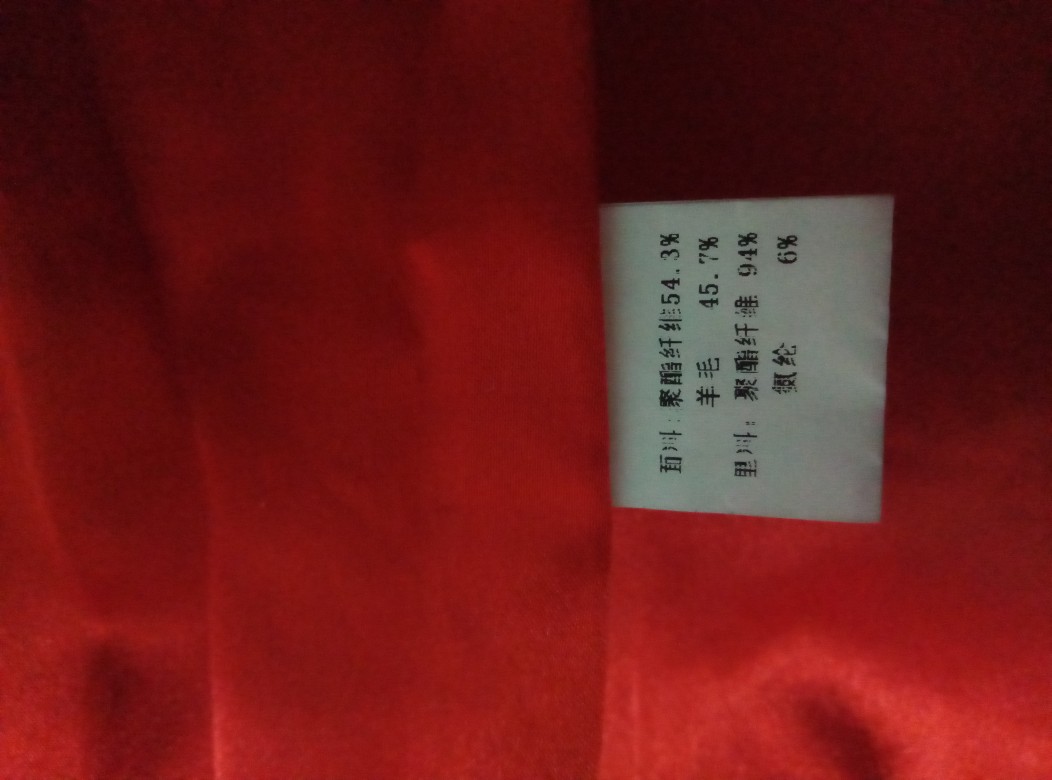 面料:聚酯纤维54.3%
羊毛 45.7%
里料:聚酯纤维 94%
氨纶 6%